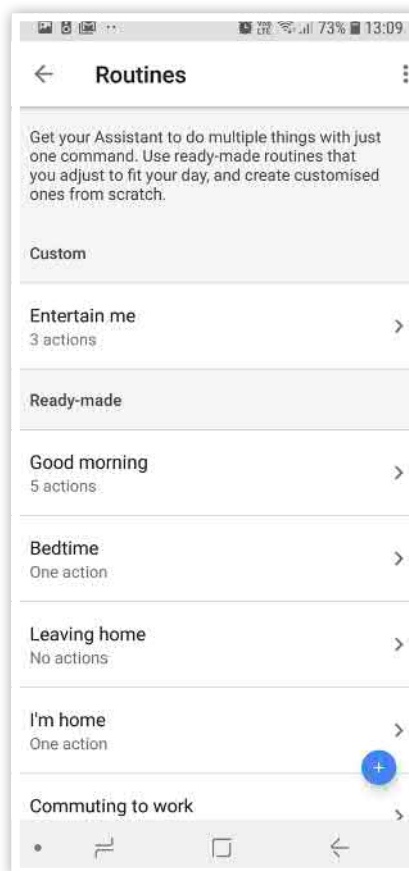 73% 13:09
Routines
Get your Assistant to do multiple things with just
one command. Use ready-made routines that
you adjust to fit your day, and create customised
ones from scratch.
Custom
Entertain me
3 actions
Ready-made
Good morning
5 actions
Bedtime
One action
Leaving home
No actions
I'm home
One action
Commuting to work